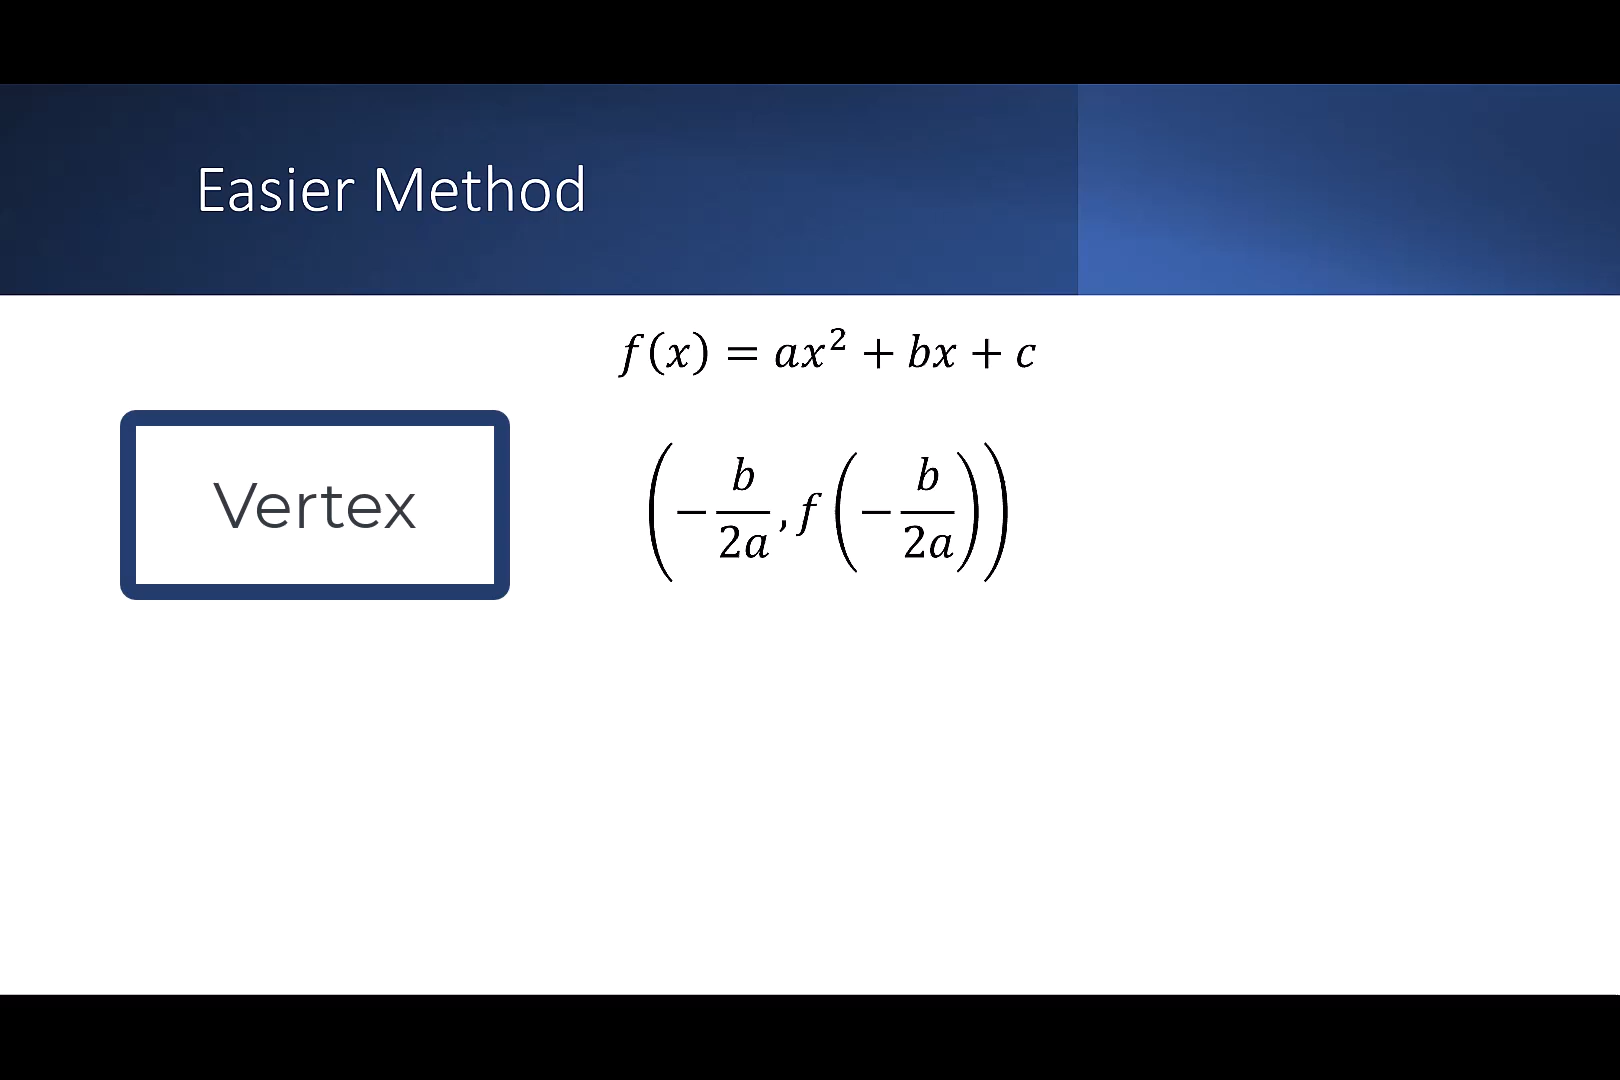 Easier Method
f(x) = ax² + bx + c
Vertex
(−b/2a, f(−b/2a))